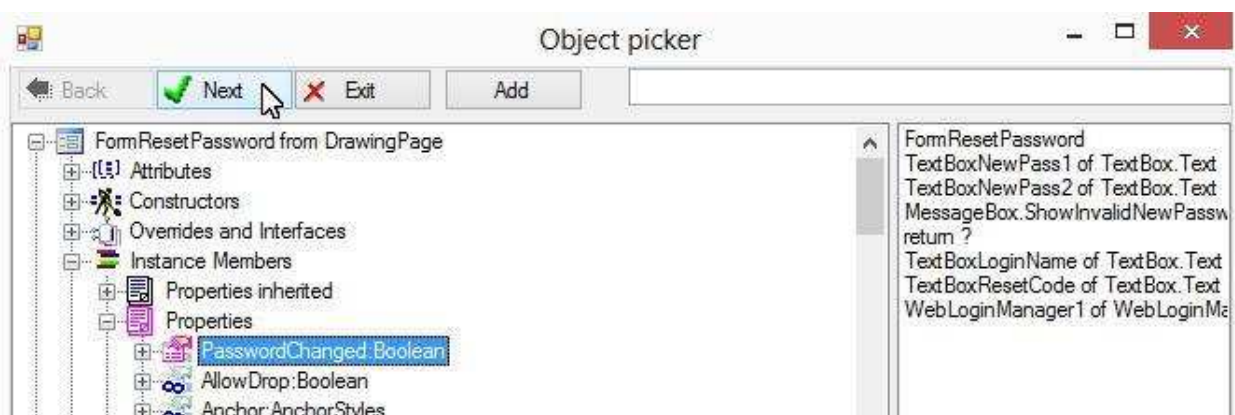 Object picker
Back Next Exit Add
FormResetPassword from DrawingPage
Attributes
Constructors
Overrides and Interfaces
Instance Members
Properties inherited
Properties
PasswordChanged:Boolean
AllowDrop:Boolean
Anchor:AnchorStyles
FormResetPassword
TextBoxNewPass1 of TextBox.Text
TextBoxNewPass2 of TextBox.Text
MessageBox.ShowInvalidNewPassw
return ?
TextBoxLoginName of TextBox.Text
TextBoxResetCode of TextBox.Text
WebLoginManager1 of WebLoginMa